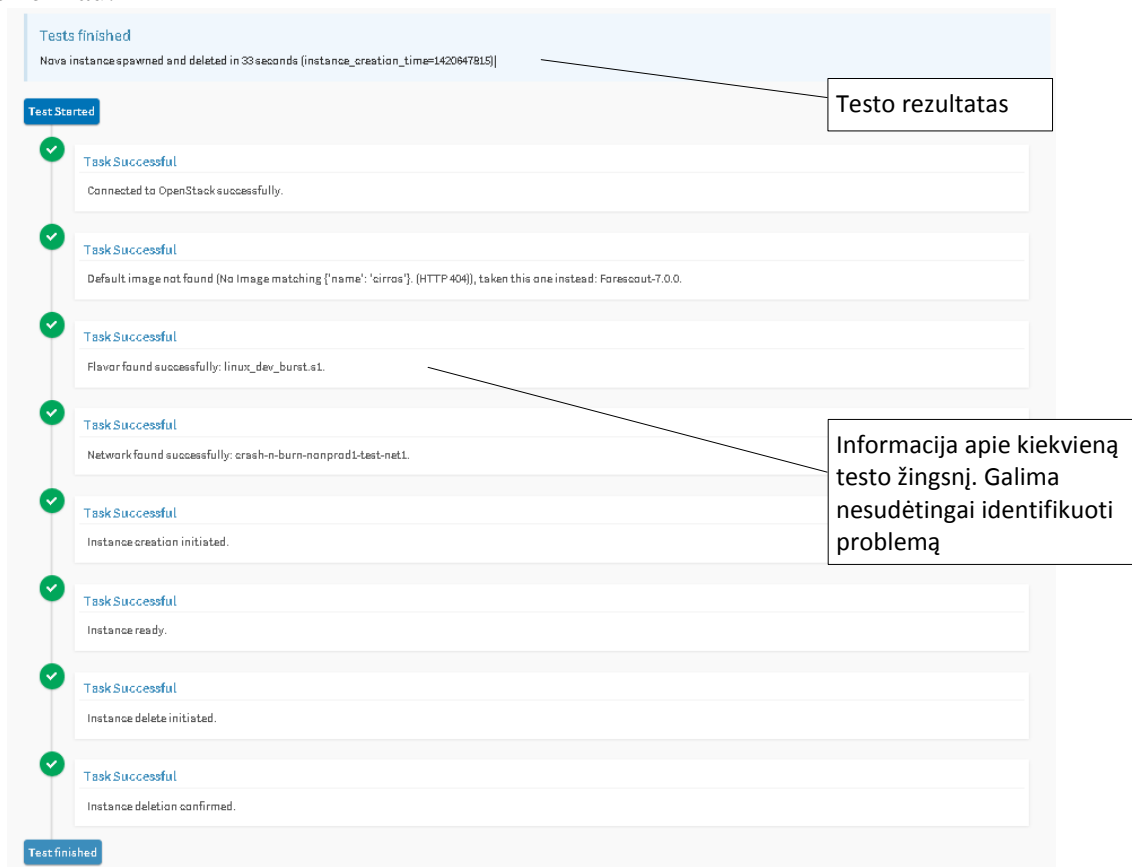 Tests finished
Nova instance spawned and deleted in 33 seconds (instance_creation_time=1420647815)|
Testo rezultatas
Test Started
Task Successful
Connected to OpenStack successfully.
Task Successful
Default image not found (No Image matching {'name': 'cirros'}. (HTTP 404)), taken this one instead: Forescout-7.0.0.
Task Successful
Flavor found successfully: linux_dev_burst.s1.
Task Successful
Network found successfully: crash-n-burn-nonprod1-test-net1.
Informacija apie kiekvieną
testo žingsnį. Galima
nesudėtingai identifikuoti
problemą
Task Successful
Instance creation initiated.
Task Successful
Instance ready.
Task Successful
Instance delete initiated.
Task Successful
Instance deletion confirmed.
Test finished